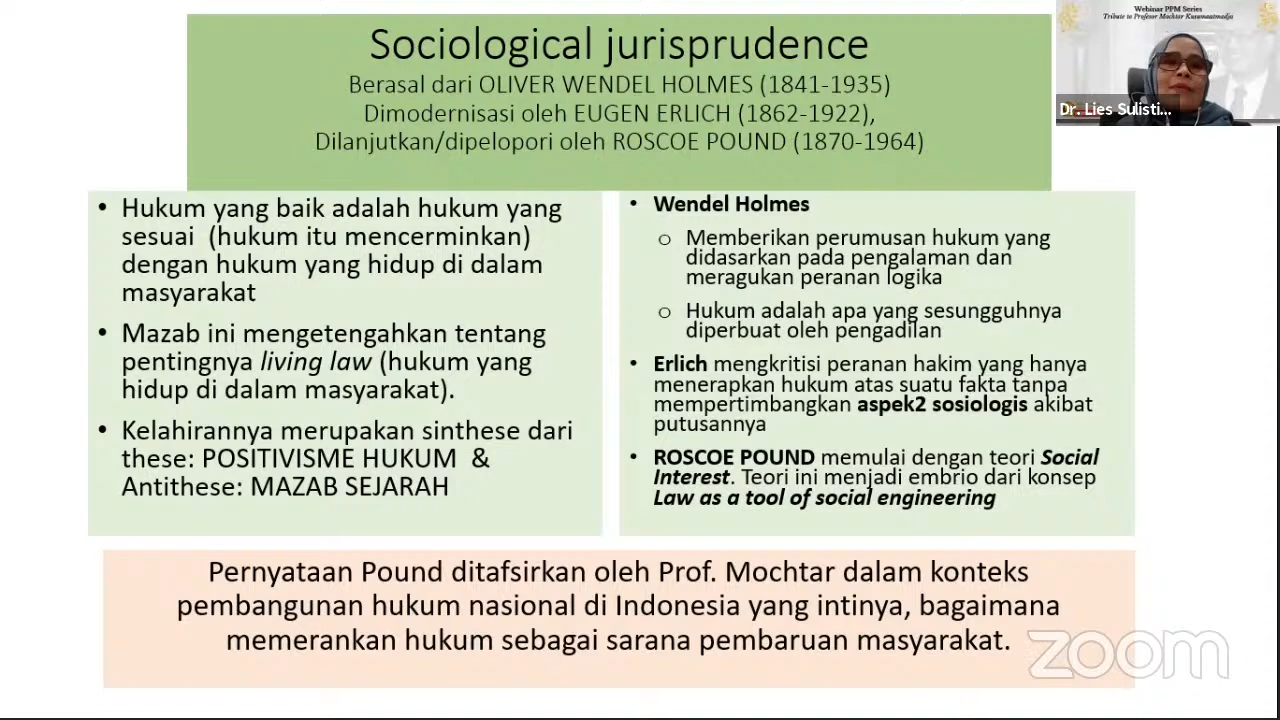 Sociological jurisprudence
Berasal dari OLIVER WENDEL HOLMES (1841-1935)
Dimodernisasi oleh EUGEN ERLICH (1862-1922),
Dilanjutkan/dipelopori oleh ROSCOE POUND (1870-1964)
Webinar PPM Series
Tribute to Profesor Mochtar Kusumaatmadja
Dr. Lies Sulisti...
• Hukum yang baik adalah hukum yang
sesuai (hukum itu mencerminkan)
dengan hukum yang hidup di dalam
masyarakat
• Mazab ini mengetengahkan tentang
pentingnya living law (hukum yang
hidup di dalam masyarakat).
• Kelahirannya merupakan sinthese dari
these: POSITIVISME HUKUM &
Antithese: MAZAB SEJARAH
• Wendel Holmes
o Memberikan perumusan hukum yang
didasarkan pada pengalaman dan
meragukan peranan logika
o Hukum adalah apa yang sesungguhnya
diperbuat oleh pengadilan
• Erlich mengkritisi peranan hakim yang hanya
menerapkan hukum atas suatu fakta tanpa
mempertimbangkan aspek2 sosiologis akibat
putusannya
• ROSCOE POUND memulai dengan teori Social
Interest. Teori ini menjadi embrio dari konsep
Law as a tool of social engineering
Pernyataan Pound ditafsirkan oleh Prof. Mochtar dalam konteks
pembangunan hukum nasional di Indonesia yang intinya, bagaimana
memerankan hukum sebagai sarana pembaruan masyarakat.
zoom